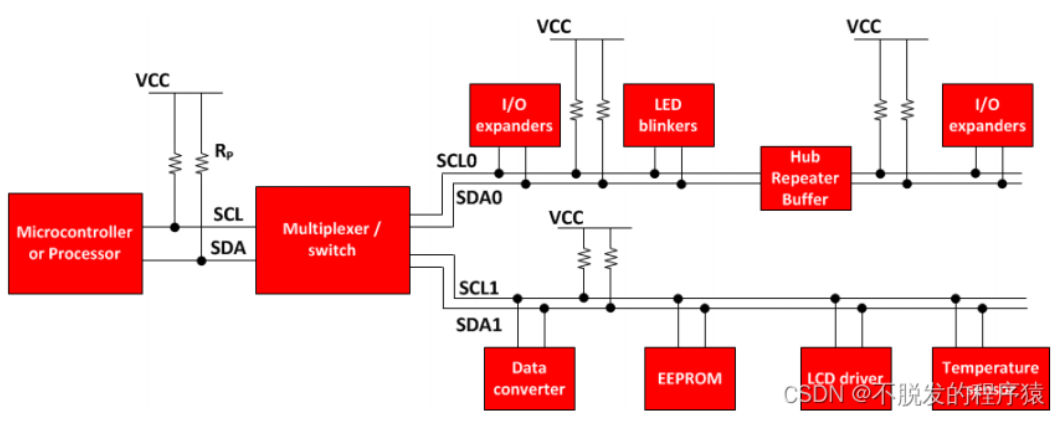 VCC
VCC
VCC
I/O
expanders
LED
blinkers
I/O
expanders
RP
SCL0
SDA0
Hub
Repeater
Buffer
Microcontroller
or Processor
SCL
SDA
Multiplexer /
switch
VCC
SCL1
SDA1
Data
converter
EEPROM
LCD driver
Temperature
sensor
CSDN @不脱发的程序猿